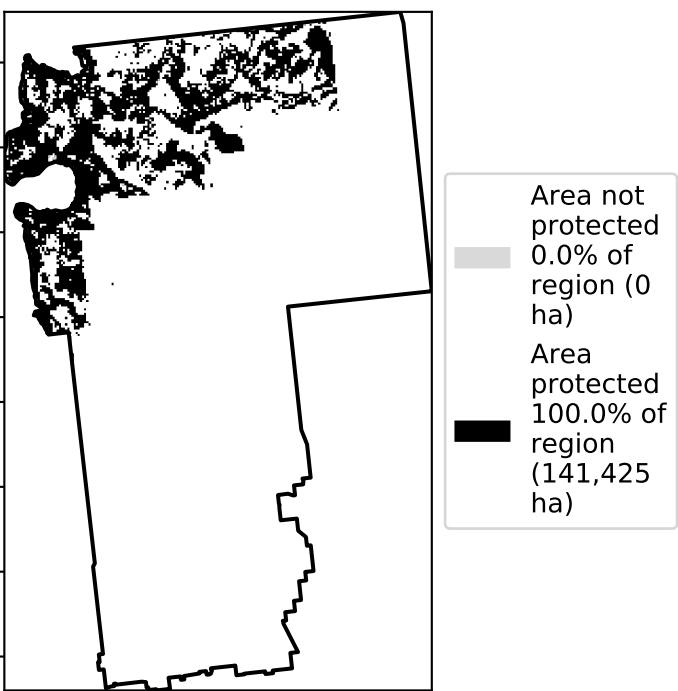 Area not
protected
0.0% of
region (0
ha)
Area
protected
100.0% of
region
(141,425
ha)